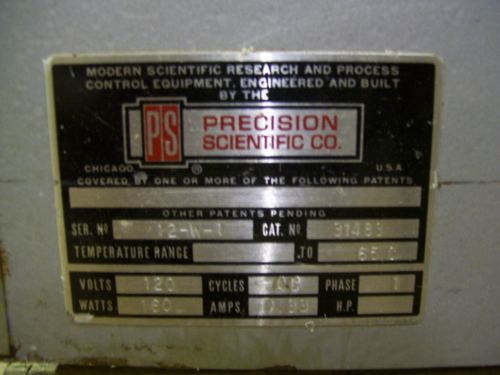 MODERN SCIENTIFIC RESEARCH AND PROCESS
CONTROL EQUIPMENT, ENGINEERED AND BUILT
BY THE
PS PRECISION
SCIENTIFIC CO.
CHICAGO ® U.S.A.
COVERED BY ONE OR MORE OF THE FOLLOWING PATENTS
OTHER PATENTS PENDING
SER. Nº CAT. Nº
TEMPERATURE RANGE TO
VOLTS 120 CYCLES PHASE 1
WATTS 160 AMPS. H.P.